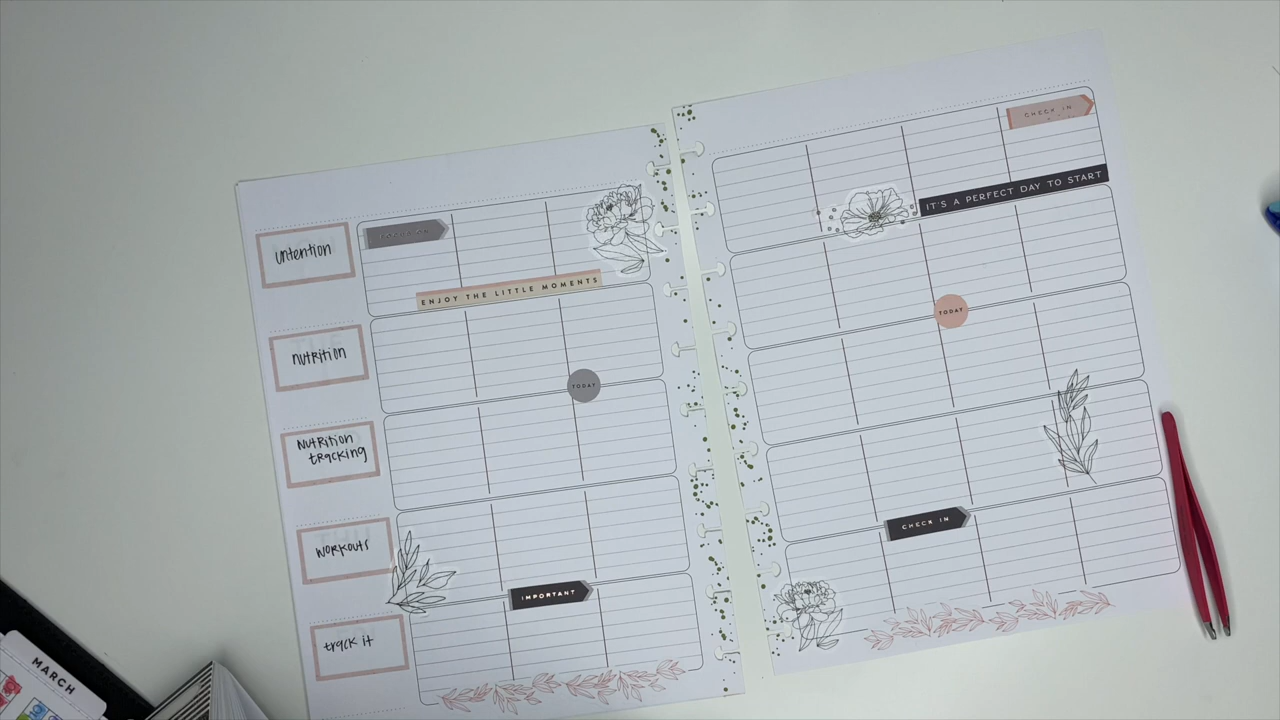 CHECK IN
IT'S A PERFECT DAY TO START
intention
ENJOY THE LITTLE MOMENTS
TODAY
nutrition
TODAY
NUTRITION
tracking
CHECK IN
workouts
IMPORTANT
track it
MARCH